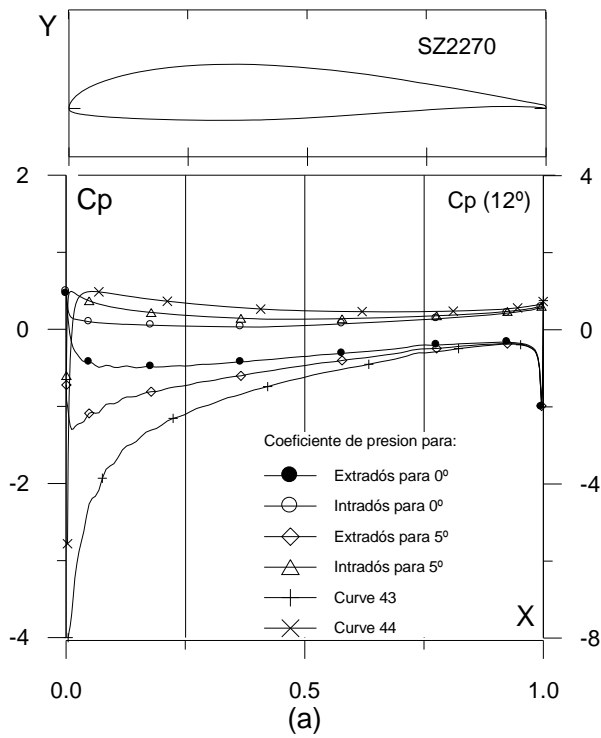 Y
SZ2270
2
4
Cp
Cp (12º)
0
0
Coeficiente de presion para:
Extradós para 0º
Intrados para 0º
Extradós para 5º
Intradós para 5º
Curve 43
Curve 44
-2
-4
X
-4
-8
0.0
0.5
1.0
(a)